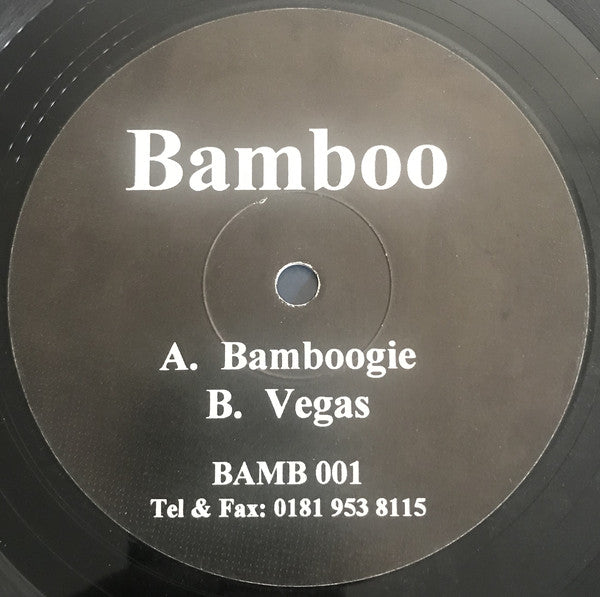 Bamboo
A. Bamboogie
B. Vegas
BAMB 001
Tel & Fax: 0181 953 8115